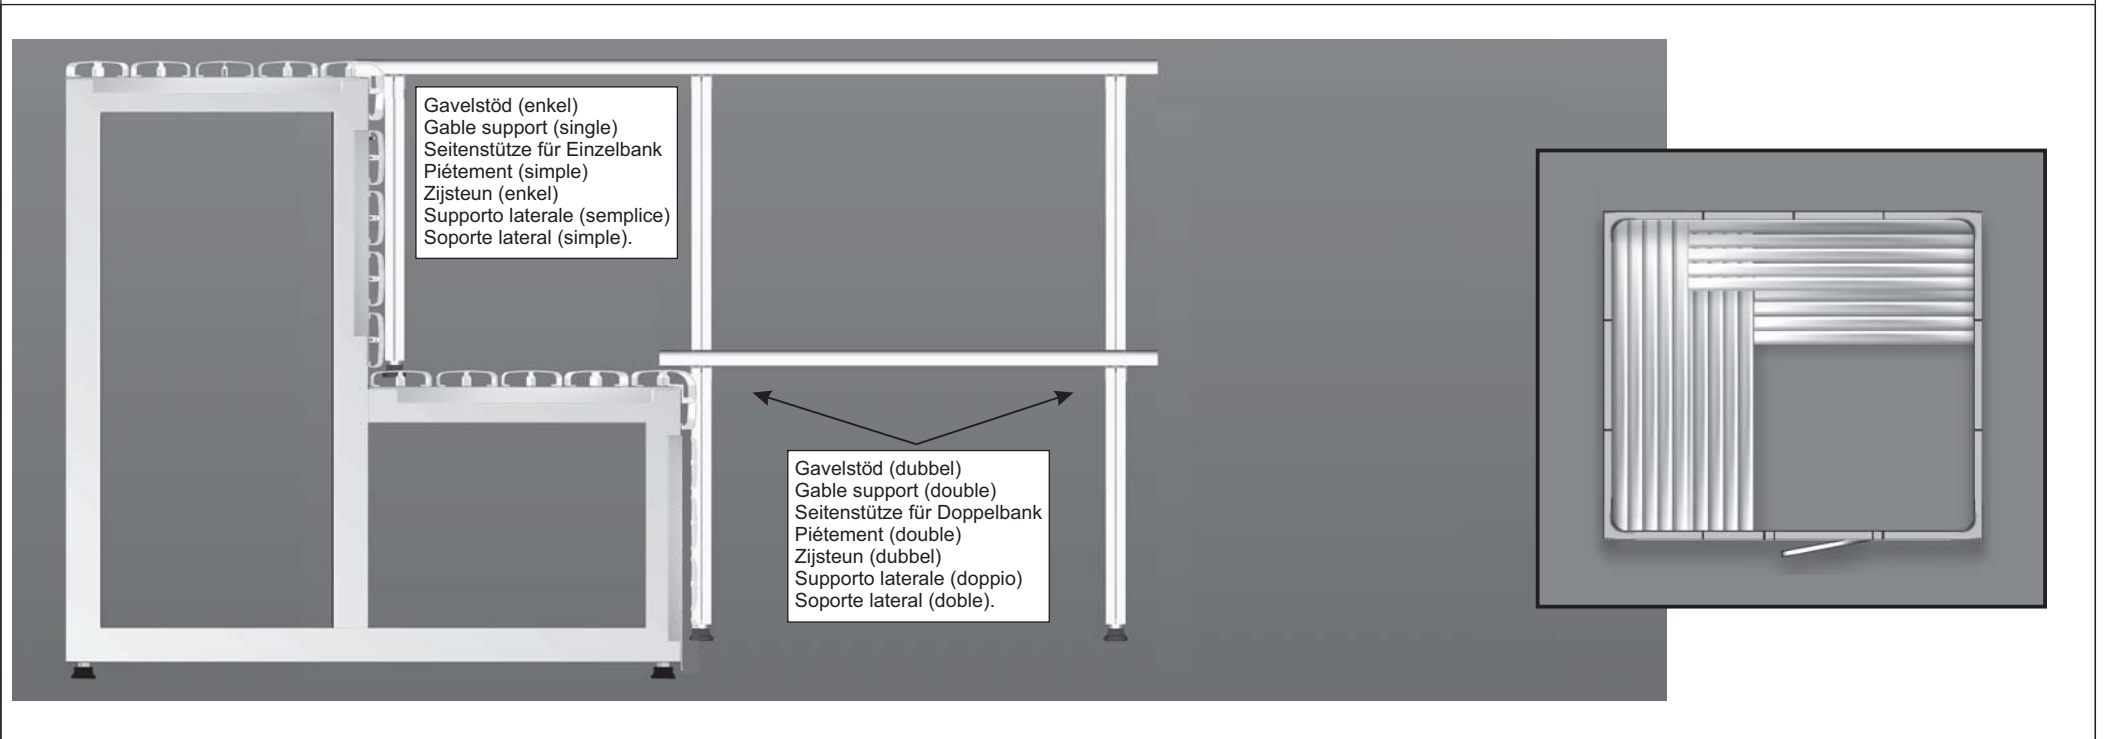 Gavelstöd (enkel)
Gable support (single)
Seitenstütze für Einzelbank
Piétement (simple)
Zijsteun (enkel)
Supporto laterale (semplice)
Soporte lateral (simple).
Gavelstöd (dubbel)
Gable support (double)
Seitenstütze für Doppelbank
Piétement (double)
Zijsteun (dubbel)
Supporto laterale (doppio)
Soporte lateral (doble).